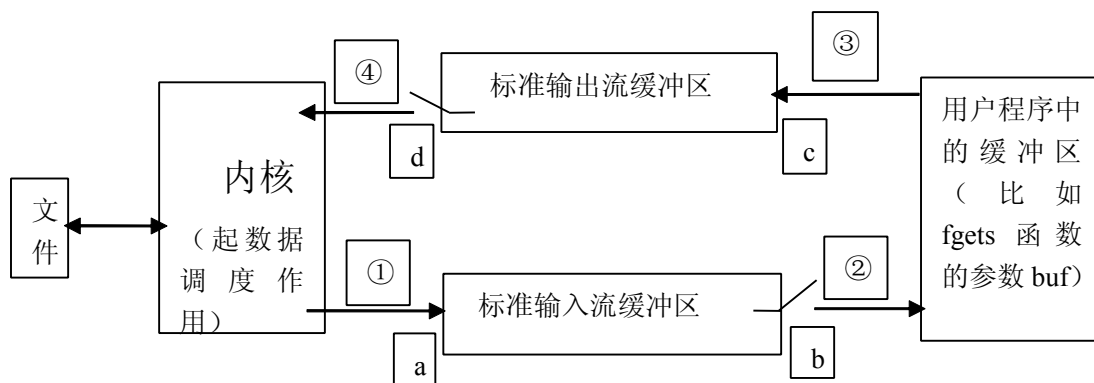 ③
④
标准输出流缓冲区
用户程序中
的缓冲区
（比如
fgets 函数
的参数 buf）
d
c
内核
（起数据
调度作
用）
文
件
①
②
标准输入流缓冲区
a
b